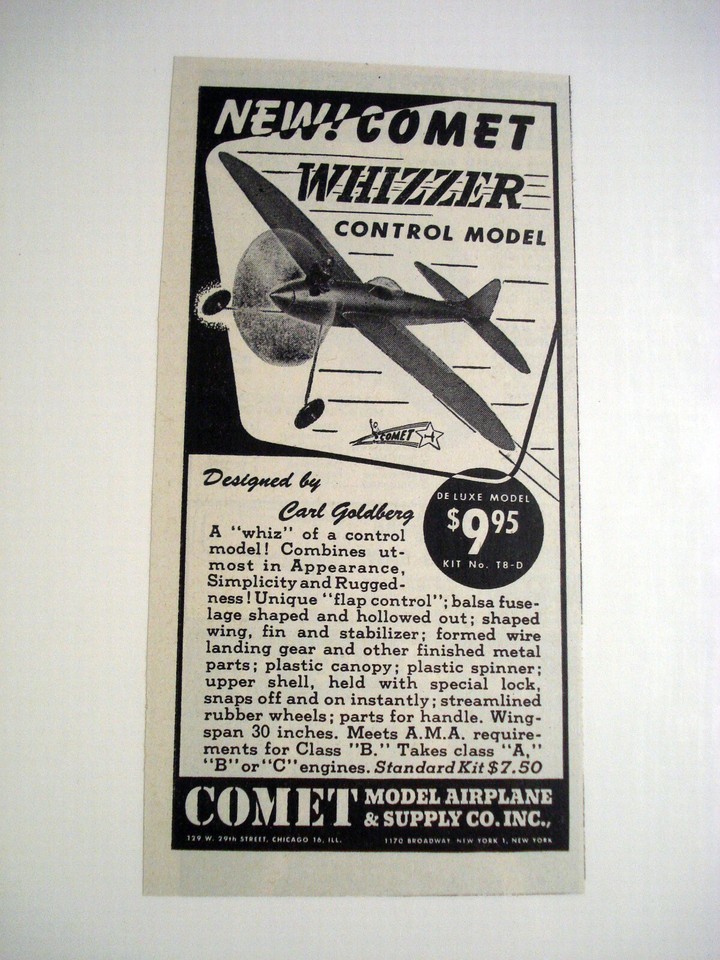 NEW! COMET
WHIZZER
CONTROL MODEL
COMET
Designed by
Carl Goldberg
DE LUXE MODEL
$9.95
KIT No. T8-D
A "whiz" of a control
model! Combines ut-
most in Appearance,
Simplicity and Rugged-
ness! Unique "flap control"; balsa fuse-
lage shaped and hollowed out; shaped
wing, fin and stabilizer; formed wire
landing gear and other finished metal
parts; plastic canopy; plastic spinner;
upper shell, held with special lock,
snaps off and on instantly; streamlined
rubber wheels; parts for handle. Wing-
span 30 inches. Meets A.M.A. require-
ments for Class "B." Takes class "A,"
"B" or "C" engines. Standard Kit $7.50
COMET MODEL AIRPLANE
& SUPPLY CO. INC.,
129 W. 29th STREET, CHICAGO 16, ILL. 1170 BROADWAY NEW YORK 1, NEW YORK